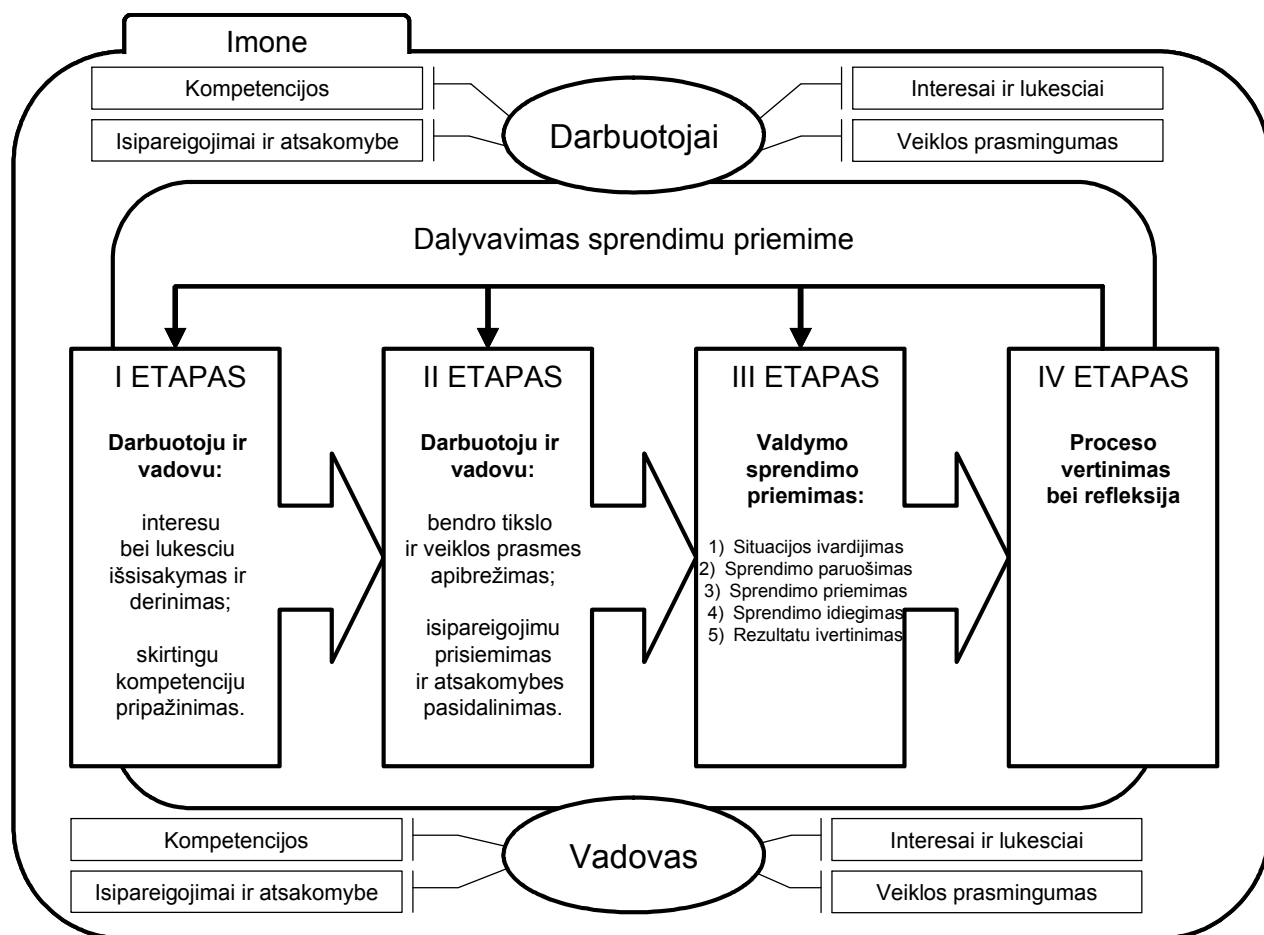 Imone
Kompetencijos
Interesai ir lukesciai
Darbuotojai
Isipareigojimai ir atsakomybe
Veiklos prasmingumas
Dalyvavimas sprendimu priemime
I ETAPAS
Darbuotoju ir
vadovu:
interesu
bei lukesciu
išsisakymas ir
derinimas;
skirtingu
kompetenciju
pripažinimas.
II ETAPAS
Darbuotoju ir
vadovu:
bendro tikslo
ir veiklos prasmes
apibrežimas;
isipareigojimu
prisiemimas
ir atsakomybes
pasidalinimas.
III ETAPAS
Valdymo
sprendimo
priemimas:
1) Situacijos ivardijimas
2) Sprendimo paruošimas
3) Sprendimo priemimas
4) Sprendimo idiegimas
5) Rezultatu ivertinimas
IV ETAPAS
Proceso
vertinimas
bei refleksija
Kompetencijos
Interesai ir lukesciai
Vadovas
Isipareigojimai ir atsakomybe
Veiklos prasmingumas